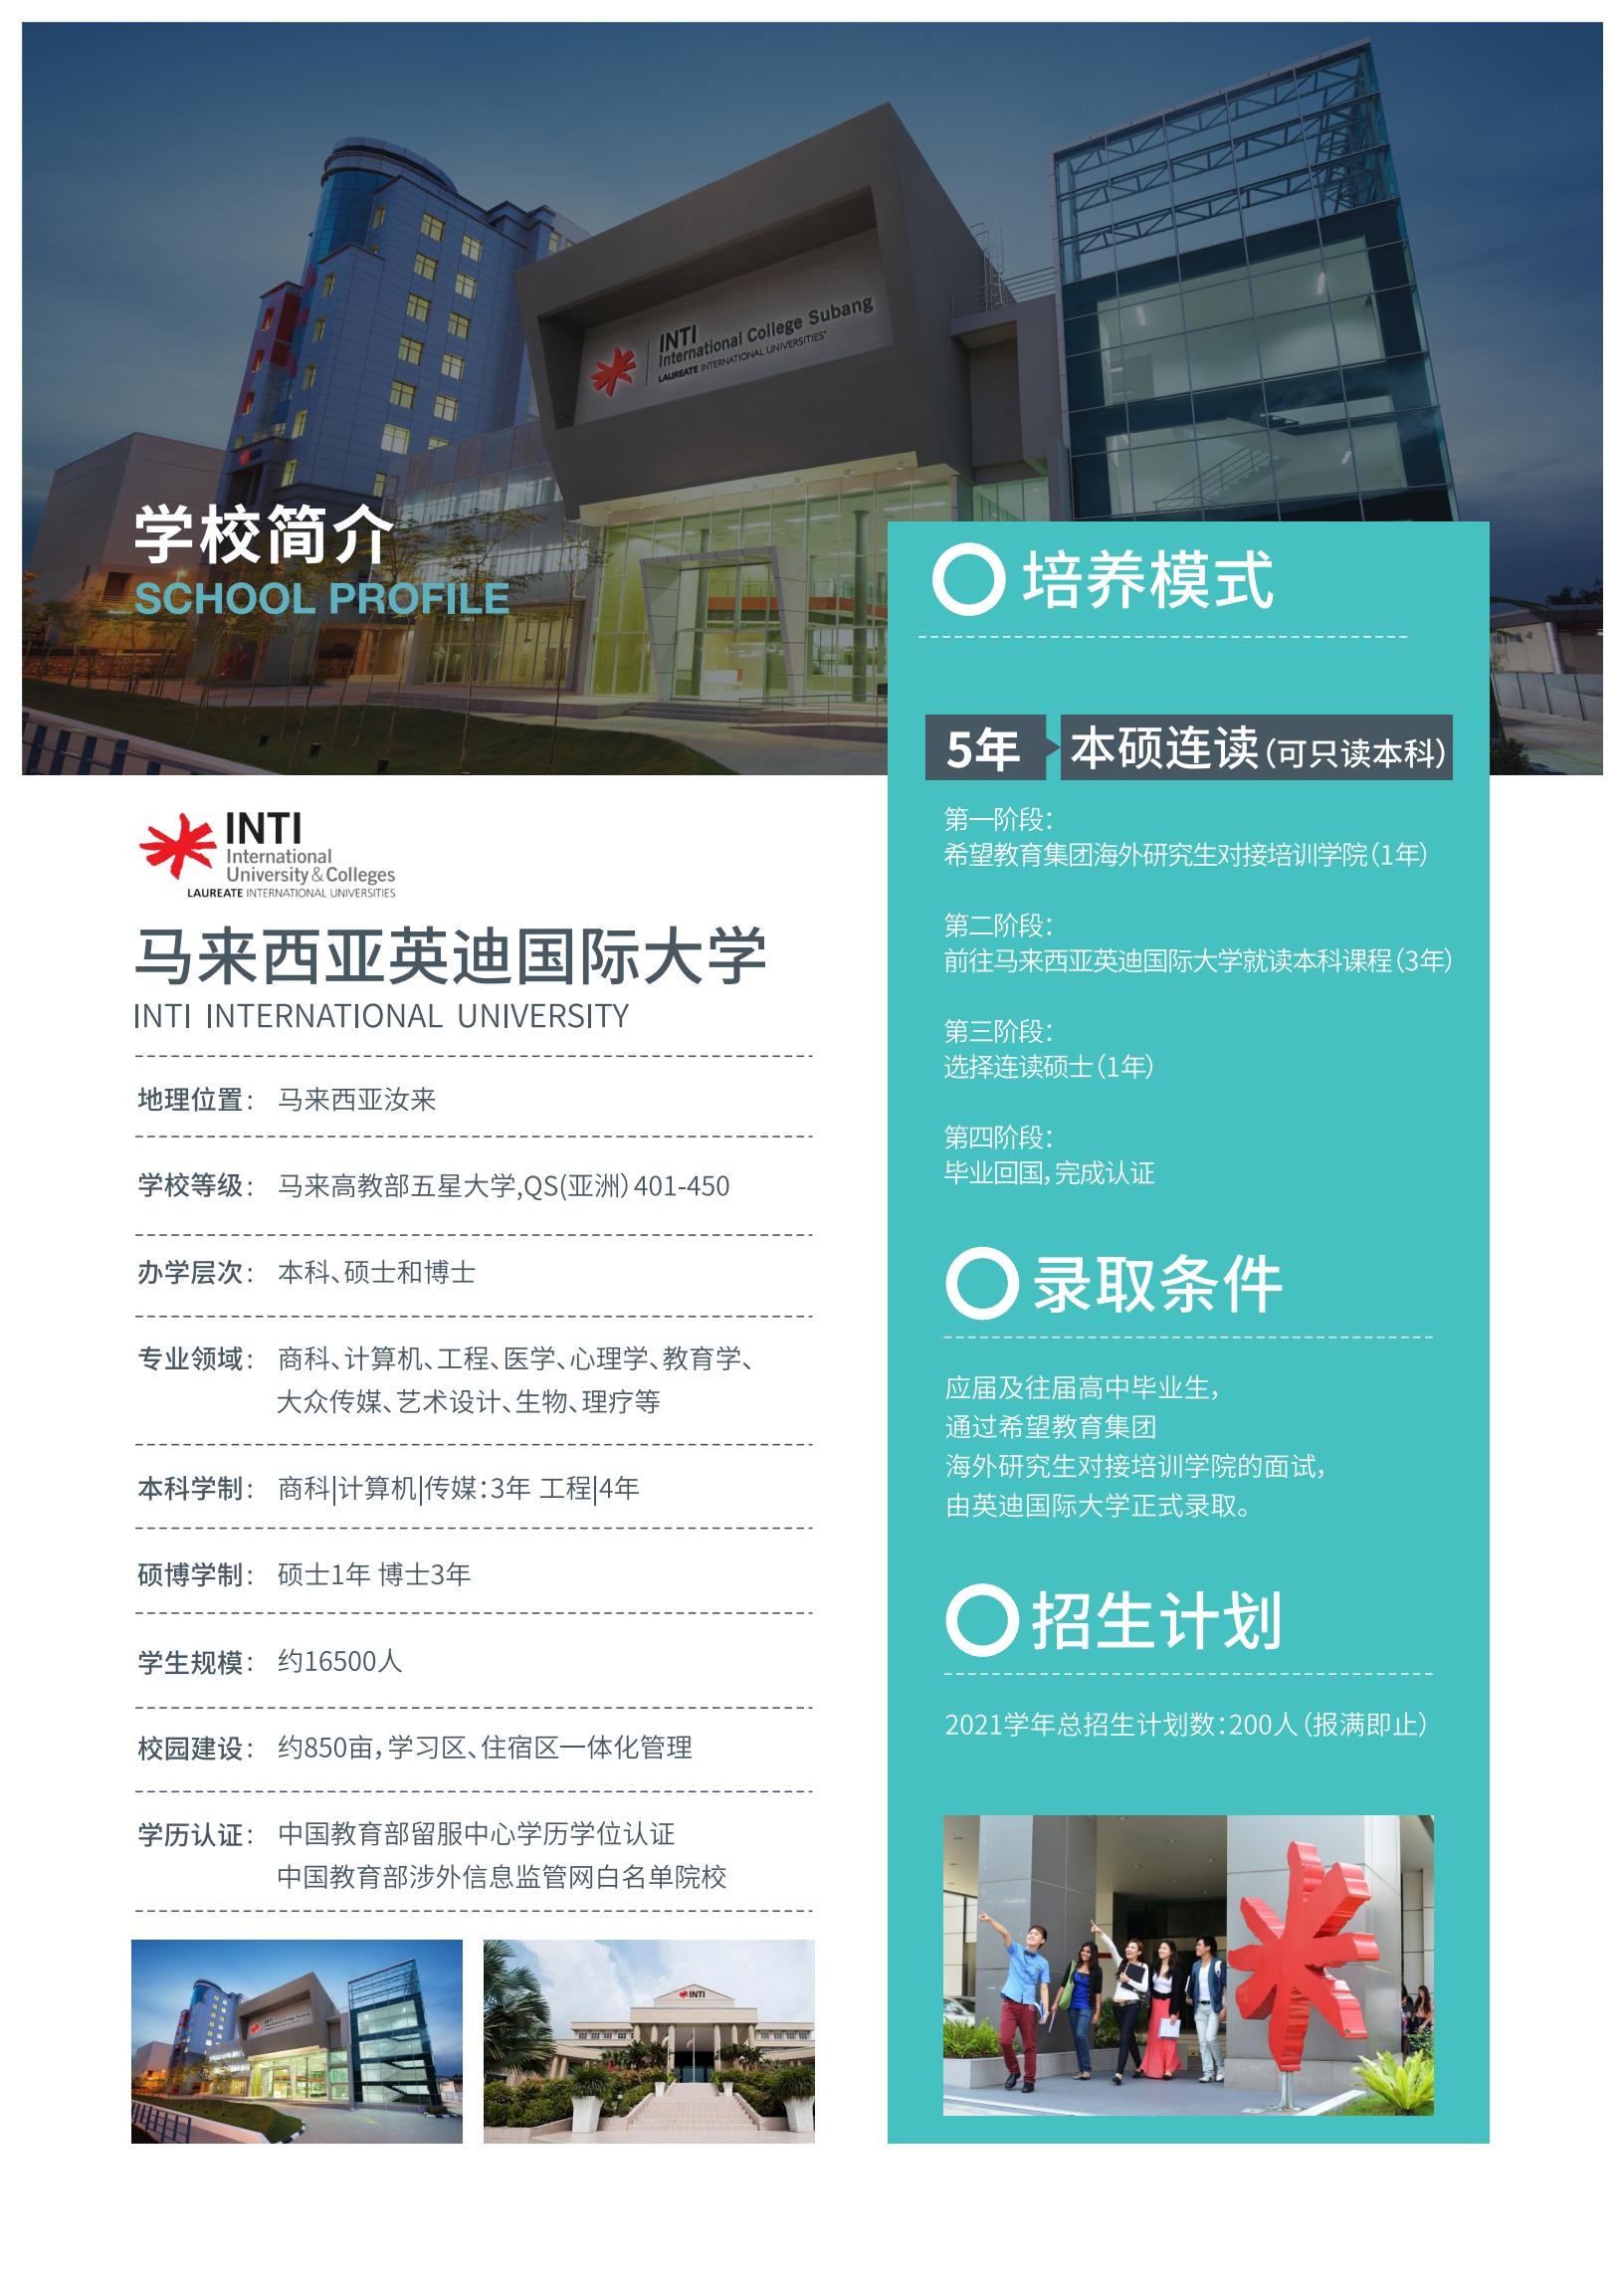 INTI
International College Subang
LAUREATE INTERNATIONAL UNIVERSITIES
学校简介
SCHOOL PROFILE
INTI
International
University & Colleges
LAUREATE INTERNATIONAL UNIVERSITIES
马来西亚英迪国际大学
INTI INTERNATIONAL UNIVERSITY
地理位置： 马来西亚汝来
学校等级： 马来高教部五星大学,QS(亚洲）401-450
办学层次： 本科、硕士和博士
专业领域： 商科、计算机、工程、医学、心理学、教育学、
大众传媒、艺术设计、生物、理疗等
本科学制： 商科|计算机|传媒：3年 工程|4年
硕博学制： 硕士1年 博士3年
学生规模： 约16500人
校园建设： 约850亩，学习区、住宿区一体化管理
学历认证： 中国教育部留服中心学历学位认证
中国教育部涉外信息监管网白名单院校
INTI
培养模式
5年 本硕连读（可只读本科）
第一阶段：
希望教育集团海外研究生对接培训学院（1年）
第二阶段：
前往马来西亚英迪国际大学就读本科课程（3年）
第三阶段：
选择连读硕士（1年）
第四阶段：
毕业回国，完成认证
录取条件
应届及往届高中毕业生，
通过希望教育集团
海外研究生对接培训学院的面试，
由英迪国际大学正式录取。
招生计划
2021学年总招生计划数：200人（报满即止）